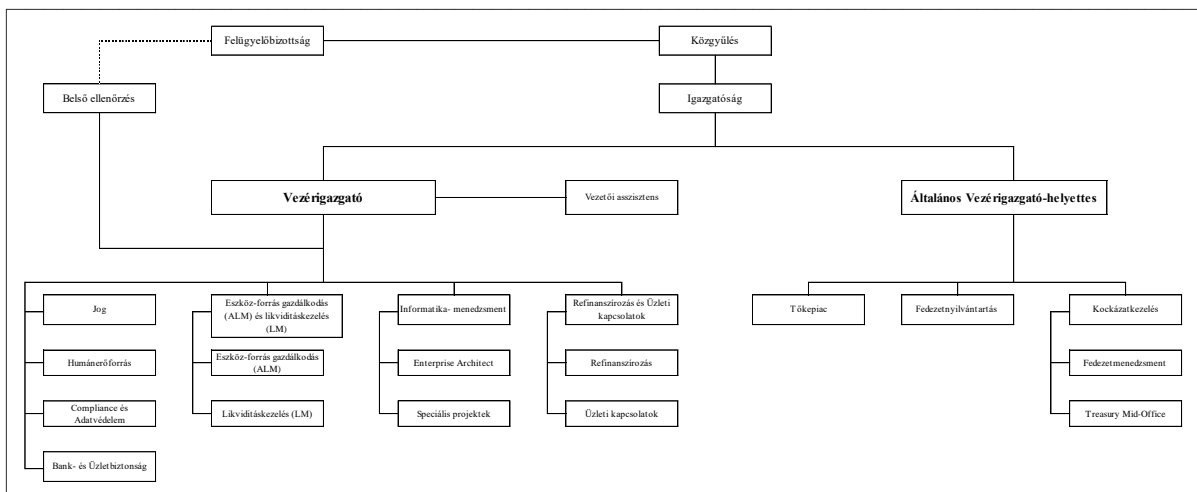 Felügyelőbizottság
Közgyűlés
Belső ellenőrzés
Igazgatóság
Vezérigazgató
Vezetői asszisztens
Általános Vezérigazgató-helyettes
Jog
Humánerőforrás
Compliance és
Adatvédelem
Bank- és Üzletbiztonság
Eszköz-forrás gazdálkodás
(ALM) és likviditáskezelés
(LM)
Eszköz-forrás gazdálkodás
(ALM)
Likviditáskezelés (LM)
Informatika- menedzsment
Enterprise Architect
Speciális projektek
Refinanszírozás és Üzleti
kapcsolatok
Refinanszírozás
Üzleti kapcsolatok
Tőkepiac
Fedezetnyilvántartás
Kockázatkezelés
Fedezetmenedzsment
Treasury Mid-Office